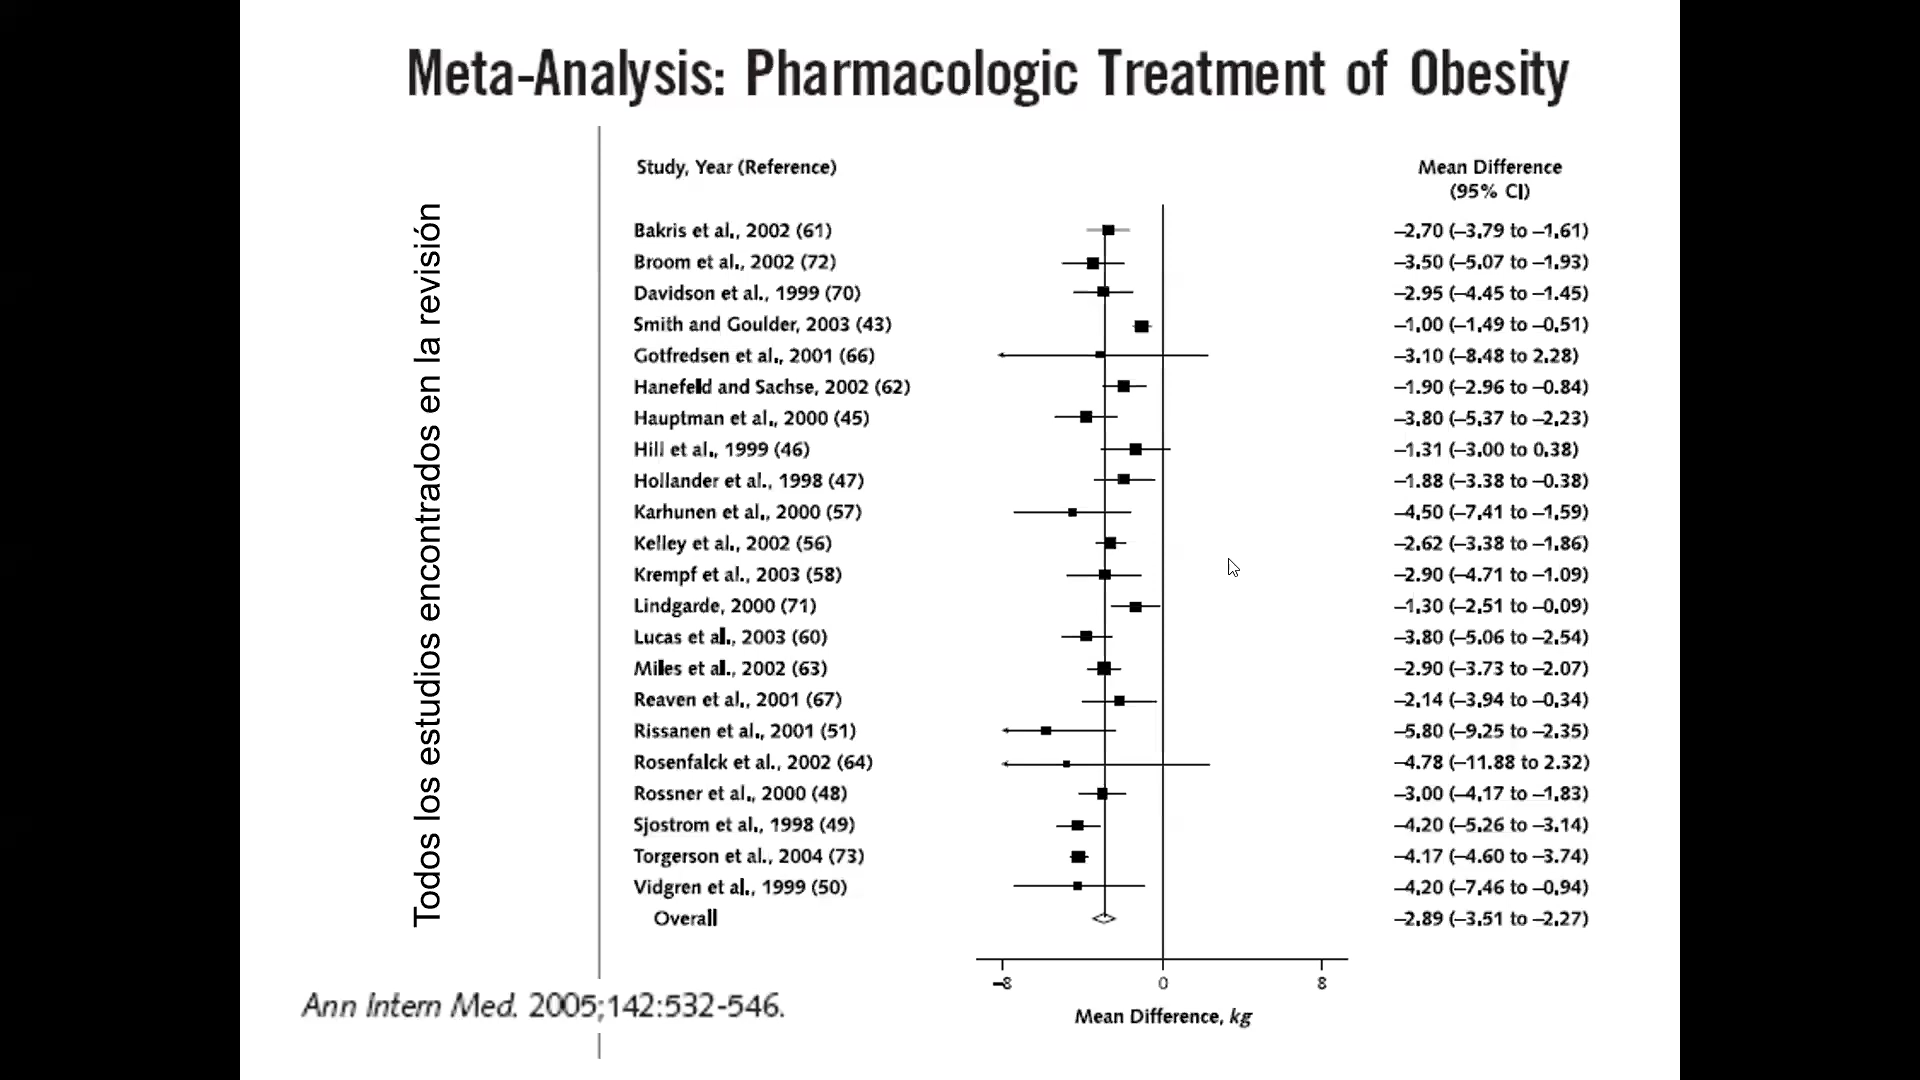 Meta-Analysis: Pharmacologic Treatment of Obesity
Todos los estudios encontrados en la revisión
Study, Year (Reference)
Mean Difference
(95% CI)
Bakris et al., 2002 (61) –2.70 (–3.79 to –1.61)
Broom et al., 2002 (72) –3.50 (–5.07 to –1.93)
Davidson et al., 1999 (70) –2.95 (–4.45 to –1.45)
Smith and Goulder, 2003 (43) –1.00 (–1.49 to –0.51)
Gotfredsen et al., 2001 (66) –3.10 (–8.48 to 2.28)
Hanefeld and Sachse, 2002 (62) –1.90 (–2.96 to –0.84)
Hauptman et al., 2000 (45) –3.80 (–5.37 to –2.23)
Hill et al., 1999 (46) –1.31 (–3.00 to 0.38)
Hollander et al., 1998 (47) –1.88 (–3.38 to –0.38)
Karhunen et al., 2000 (57) –4.50 (–7.41 to –1.59)
Kelley et al., 2002 (56) –2.62 (–3.38 to –1.86)
Krempf et al., 2003 (58) –2.90 (–4.71 to –1.09)
Lindgarde, 2000 (71) –1.30 (–2.51 to –0.09)
Lucas et al., 2003 (60) –3.80 (–5.06 to –2.54)
Miles et al., 2002 (63) –2.90 (–3.73 to –2.07)
Reaven et al., 2001 (67) –2.14 (–3.94 to –0.34)
Rissanen et al., 2001 (51) –5.80 (–9.25 to –2.35)
Rosenfalck et al., 2002 (64) –4.78 (–11.88 to 2.32)
Rossner et al., 2000 (48) –3.00 (–4.17 to –1.83)
Sjostrom et al., 1998 (49) –4.20 (–5.26 to –3.14)
Torgerson et al., 2004 (73) –4.17 (–4.60 to –3.74)
Vidgren et al., 1999 (50) –4.20 (–7.46 to –0.94)
Overall –2.89 (–3.51 to –2.27)
–8 0 8
Mean Difference, kg
Ann Intern Med. 2005;142:532-546.